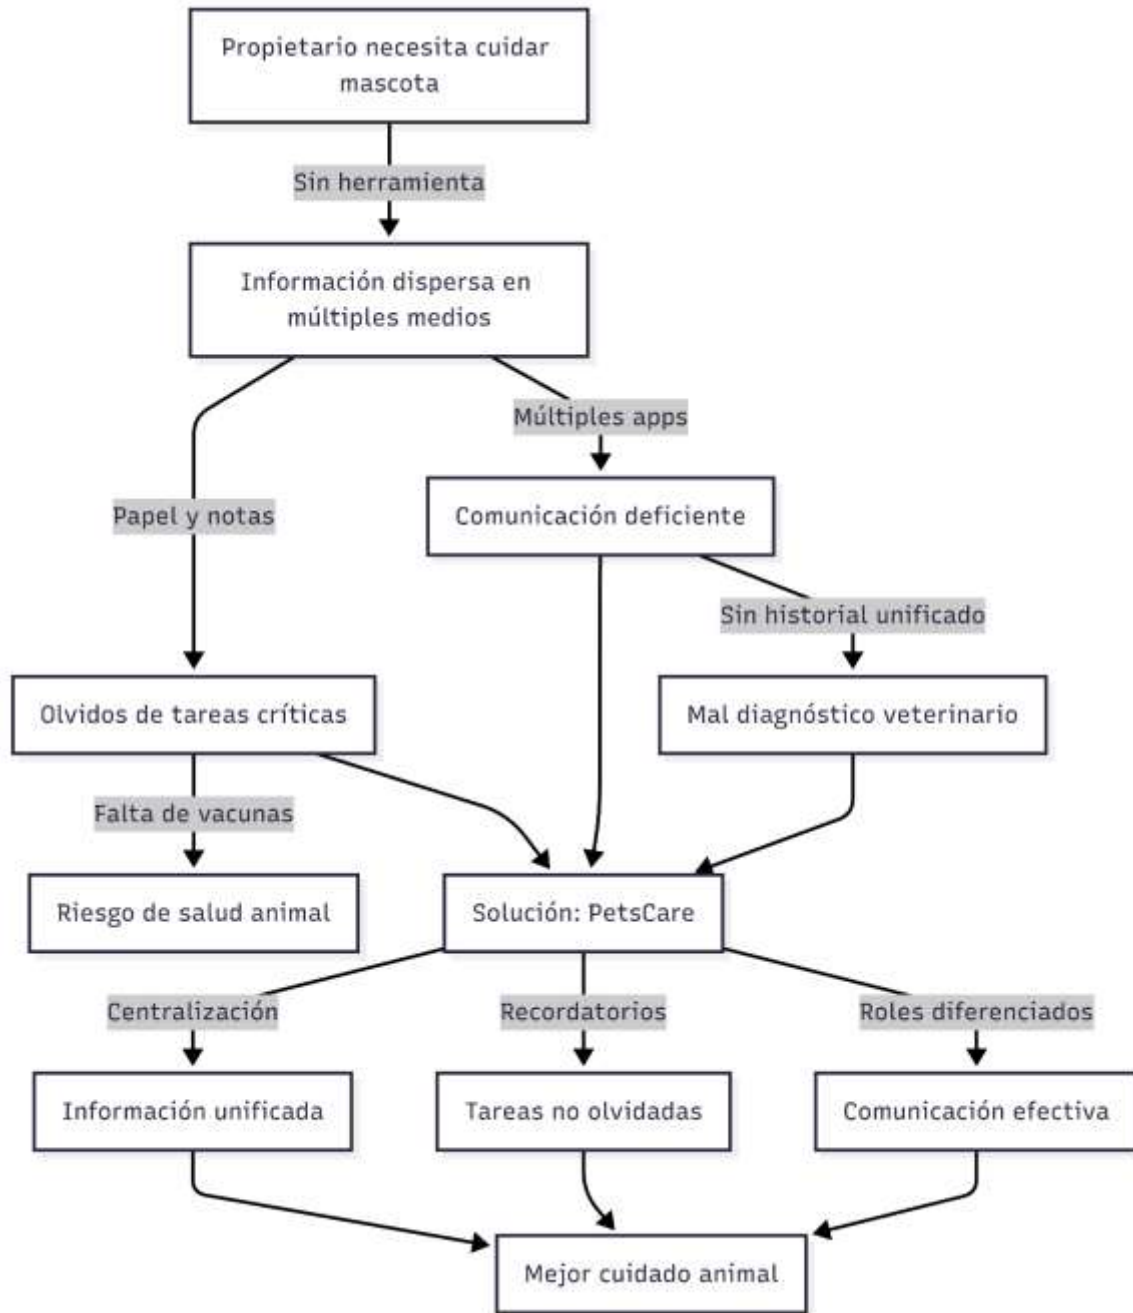 Propietario necesita cuidar
mascota
Sin herramienta
Información dispersa en
múltiples medios
Múltiples apps
Papel y notas
Comunicación deficiente
Sin historial unificado
Olvidos de tareas críticas
Mal diagnóstico veterinario
Falta de vacunas
Riesgo de salud animal
Solución: PetsCare
Centralización
Recordatorios
Roles diferenciados
Información unificada
Tareas no olvidadas
Comunicación efectiva
Mejor cuidado animal